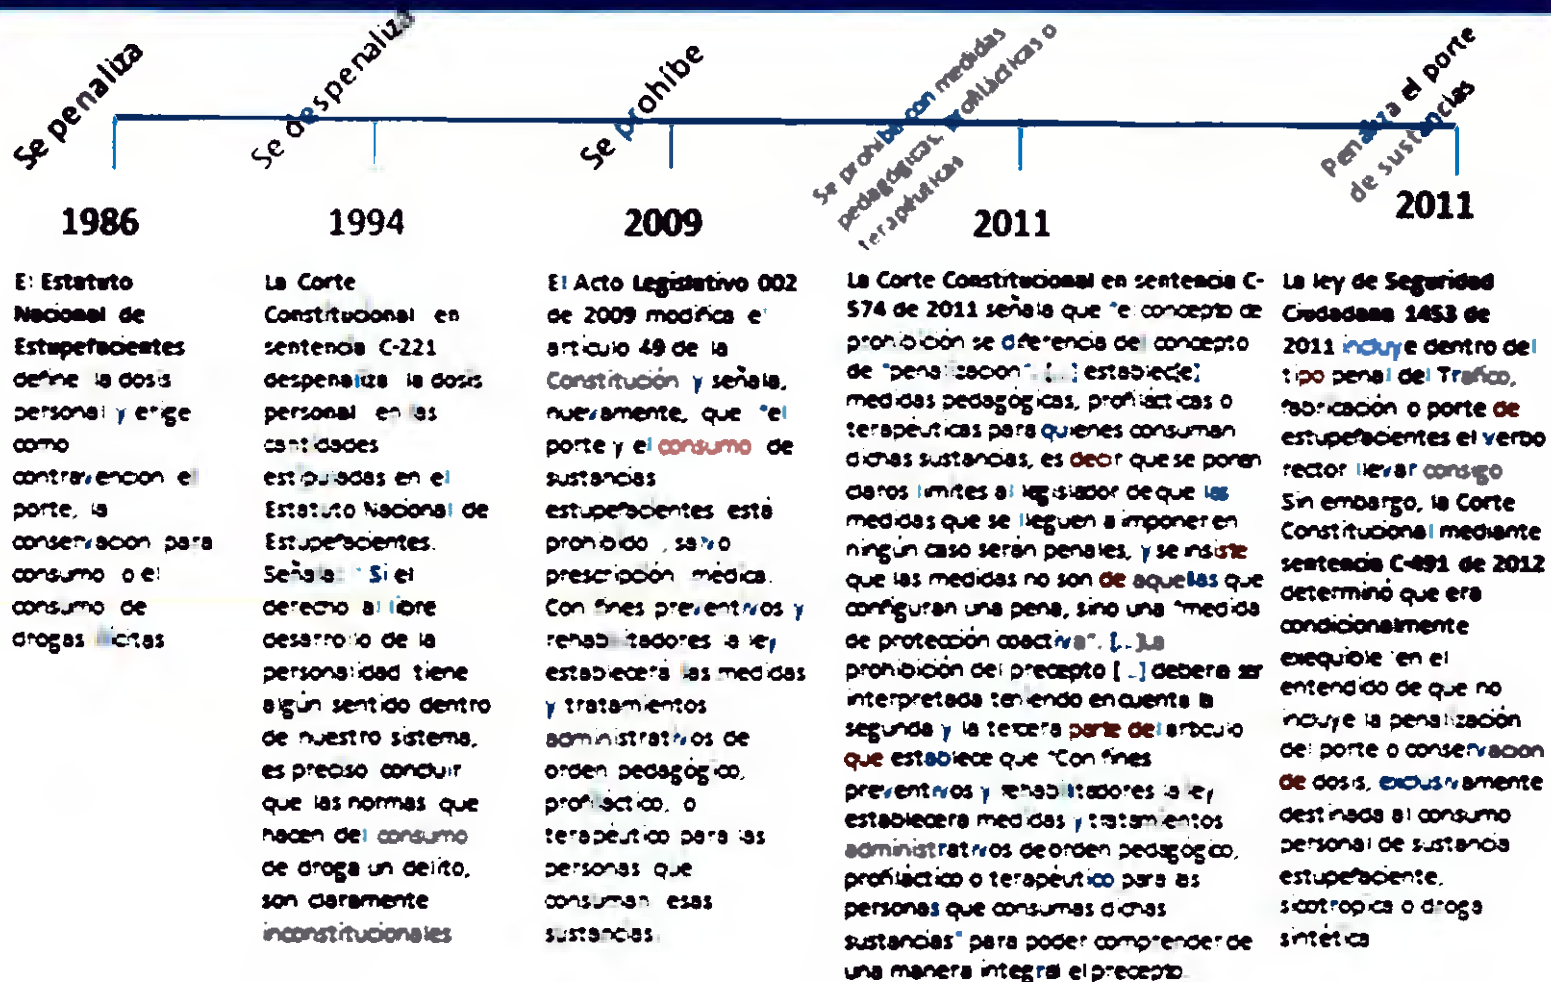 Se penaliza
Se despenaliza
Se prohíbe
Se prohíbe con medidas
pedagógicas, profilácticas o
terapéuticas
Penaliza el porte
de sustancias
1986
El Estatuto
Nacional de
Estupefacientes
define la dosis
personal y erige
como
contravencion el
porte, la
conservacion para
consumo o el
consumo de
drogas ilícitas
1994
La Corte
Constitucional en
sentencia C-221
despenaliza la dosis
personal en las
cantidades
estipuladas en el
Estatuto Nacional de
Estupefacientes.
Señala: "Si el
derecho al libre
desarrollo de la
personalidad tiene
algún sentido dentro
de nuestro sistema,
es preciso concluir
que las normas que
hacen del consumo
de droga un delito,
son claramente
inconstitucionales
2009
El Acto Legislativo 002
de 2009 modifica el
artículo 49 de la
Constitución y señala,
nuevamente, que "el
porte y el consumo de
sustancias
estupefacientes está
prohibido , salvo
prescripción médica.
Con fines preventivos y
rehabilitadores la ley
establecerá las medidas
y tratamientos
administrativos de
orden pedagógico,
profiláctico, o
terapéutico para las
personas que
consuman esas
sustancias.
2011
La Corte Constitucional en sentencia C-
574 de 2011 señala que "el concepto de
prohibición se diferencia del concepto
de "penalizacion". [...] establec[e]
medidas pedagógicas, profilácticas o
terapéuticas para quienes consuman
dichas sustancias, es decir que se ponen
claros limites al legislador de que las
medidas que se lleguen a imponer en
ningún caso serán penales, y se insiste
que las medidas no son de aquellas que
configuran una pena, sino una "medida
de protección coactiva". [...]La
prohibición del precepto [...] debera ser
interpretada teniendo en cuenta la
segunda y la tercera parte del artículo
que establece que "Con fines
preventivos y rehabilitadores la ley
establecera medidas y tratamientos
administrativos de orden pedagógico,
profiláctico o terapéutico para las
personas que consumas dichas
sustancias" para poder comprender de
una manera integral el precepto.
2011
La ley de Seguridad
Ciudadana 1453 de
2011 incluye dentro del
tipo penal del Trafico,
fabricación o porte de
estupefacientes el verbo
rector llevar consigo
Sin embargo, la Corte
Constitucional mediante
sentencia C-491 de 2012
determinó que era
condicionalmente
exequible "en el
entendido de que no
incluye la penalización
del porte o conservacion
de dosis, exclusivamente
destinada al consumo
personal de sustancia
estupefaciente,
sicotropica o droga
sintética